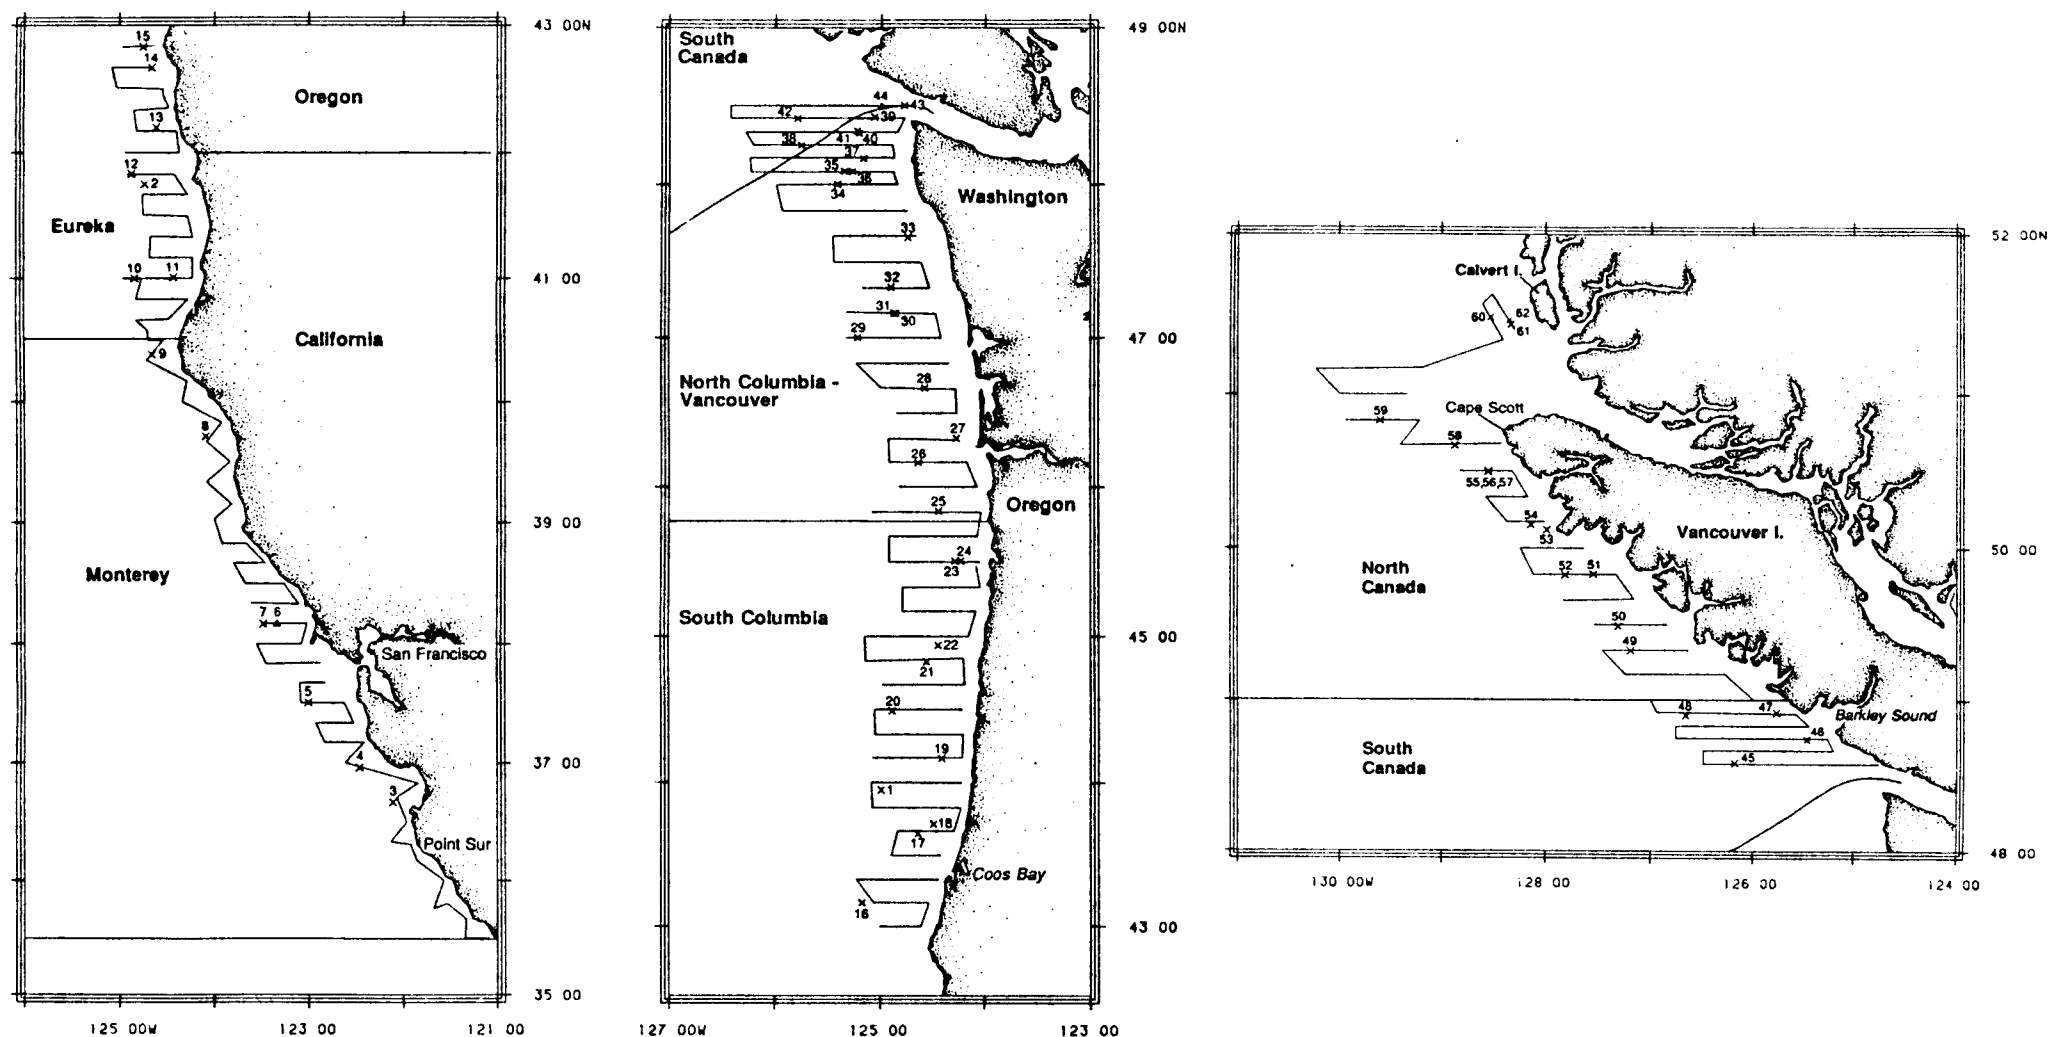 43 00N
15
14
Oregon
13
12
2
Eureka
10
11
41 00
California
9
8
39 00
Monterey
7 6
San Francisco
5
37 00
4
3
Point Sur
35 00
125 00W
123 00
121 00
49 00N
South
Canada
44
43
42
39
38
41
40
37
35
36
34
Washington
33
32
31
30
29
47 00
North Columbia -
Vancouver
28
27
26
25
Oregon
24
23
South Columbia
45 00
22
21
20
19
1
18
17
Coos Bay
16
43 00
127 00W
125 00
123 00
52 00N
Calvert I.
60
62
61
59
Cape Scott
58
55,56,57
54
53
Vancouver I.
50 00
North
Canada
52
51
50
49
48
47
Barkley Sound
46
South
Canada
45
48 00
130 00W
128 00
126 00
124 00